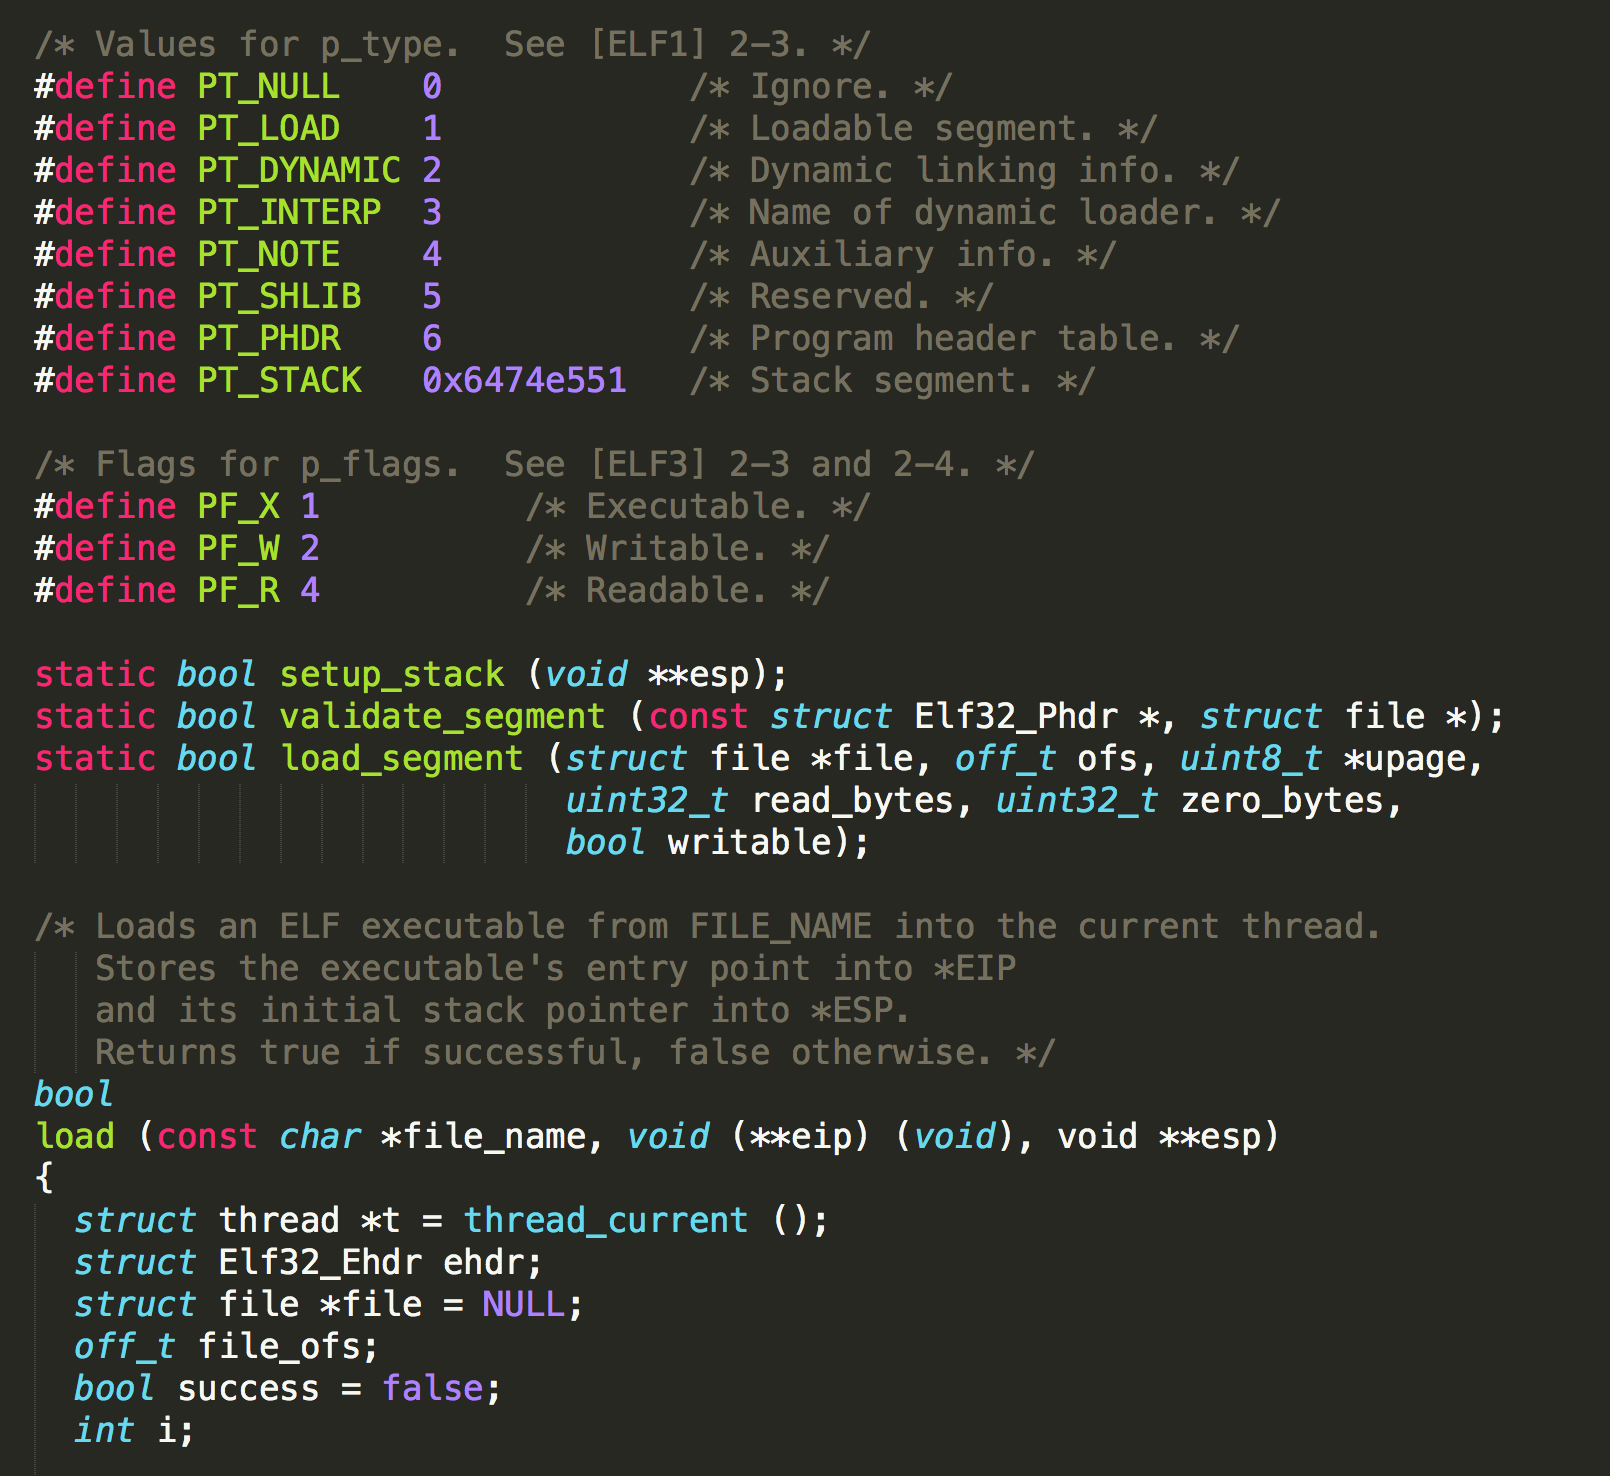 /* Values for p_type.  See [ELF1] 2-3. */
#define PT_NULL    0            /* Ignore. */
#define PT_LOAD    1            /* Loadable segment. */
#define PT_DYNAMIC 2            /* Dynamic linking info. */
#define PT_INTERP  3            /* Name of dynamic loader. */
#define PT_NOTE    4            /* Auxiliary info. */
#define PT_SHLIB   5            /* Reserved. */
#define PT_PHDR    6            /* Program header table. */
#define PT_STACK   0x6474e551   /* Stack segment. */

/* Flags for p_flags.  See [ELF3] 2-3 and 2-4. */
#define PF_X 1          /* Executable. */
#define PF_W 2          /* Writable. */
#define PF_R 4          /* Readable. */

static bool setup_stack (void **esp);
static bool validate_segment (const struct Elf32_Phdr *, struct file *);
static bool load_segment (struct file *file, off_t ofs, uint8_t *upage,
                          uint32_t read_bytes, uint32_t zero_bytes,
                          bool writable);

/* Loads an ELF executable from FILE_NAME into the current thread.
   Stores the executable's entry point into *EIP
   and its initial stack pointer into *ESP.
   Returns true if successful, false otherwise. */
bool
load (const char *file_name, void (**eip) (void), void **esp)
{
  struct thread *t = thread_current ();
  struct Elf32_Ehdr ehdr;
  struct file *file = NULL;
  off_t file_ofs;
  bool success = false;
  int i;